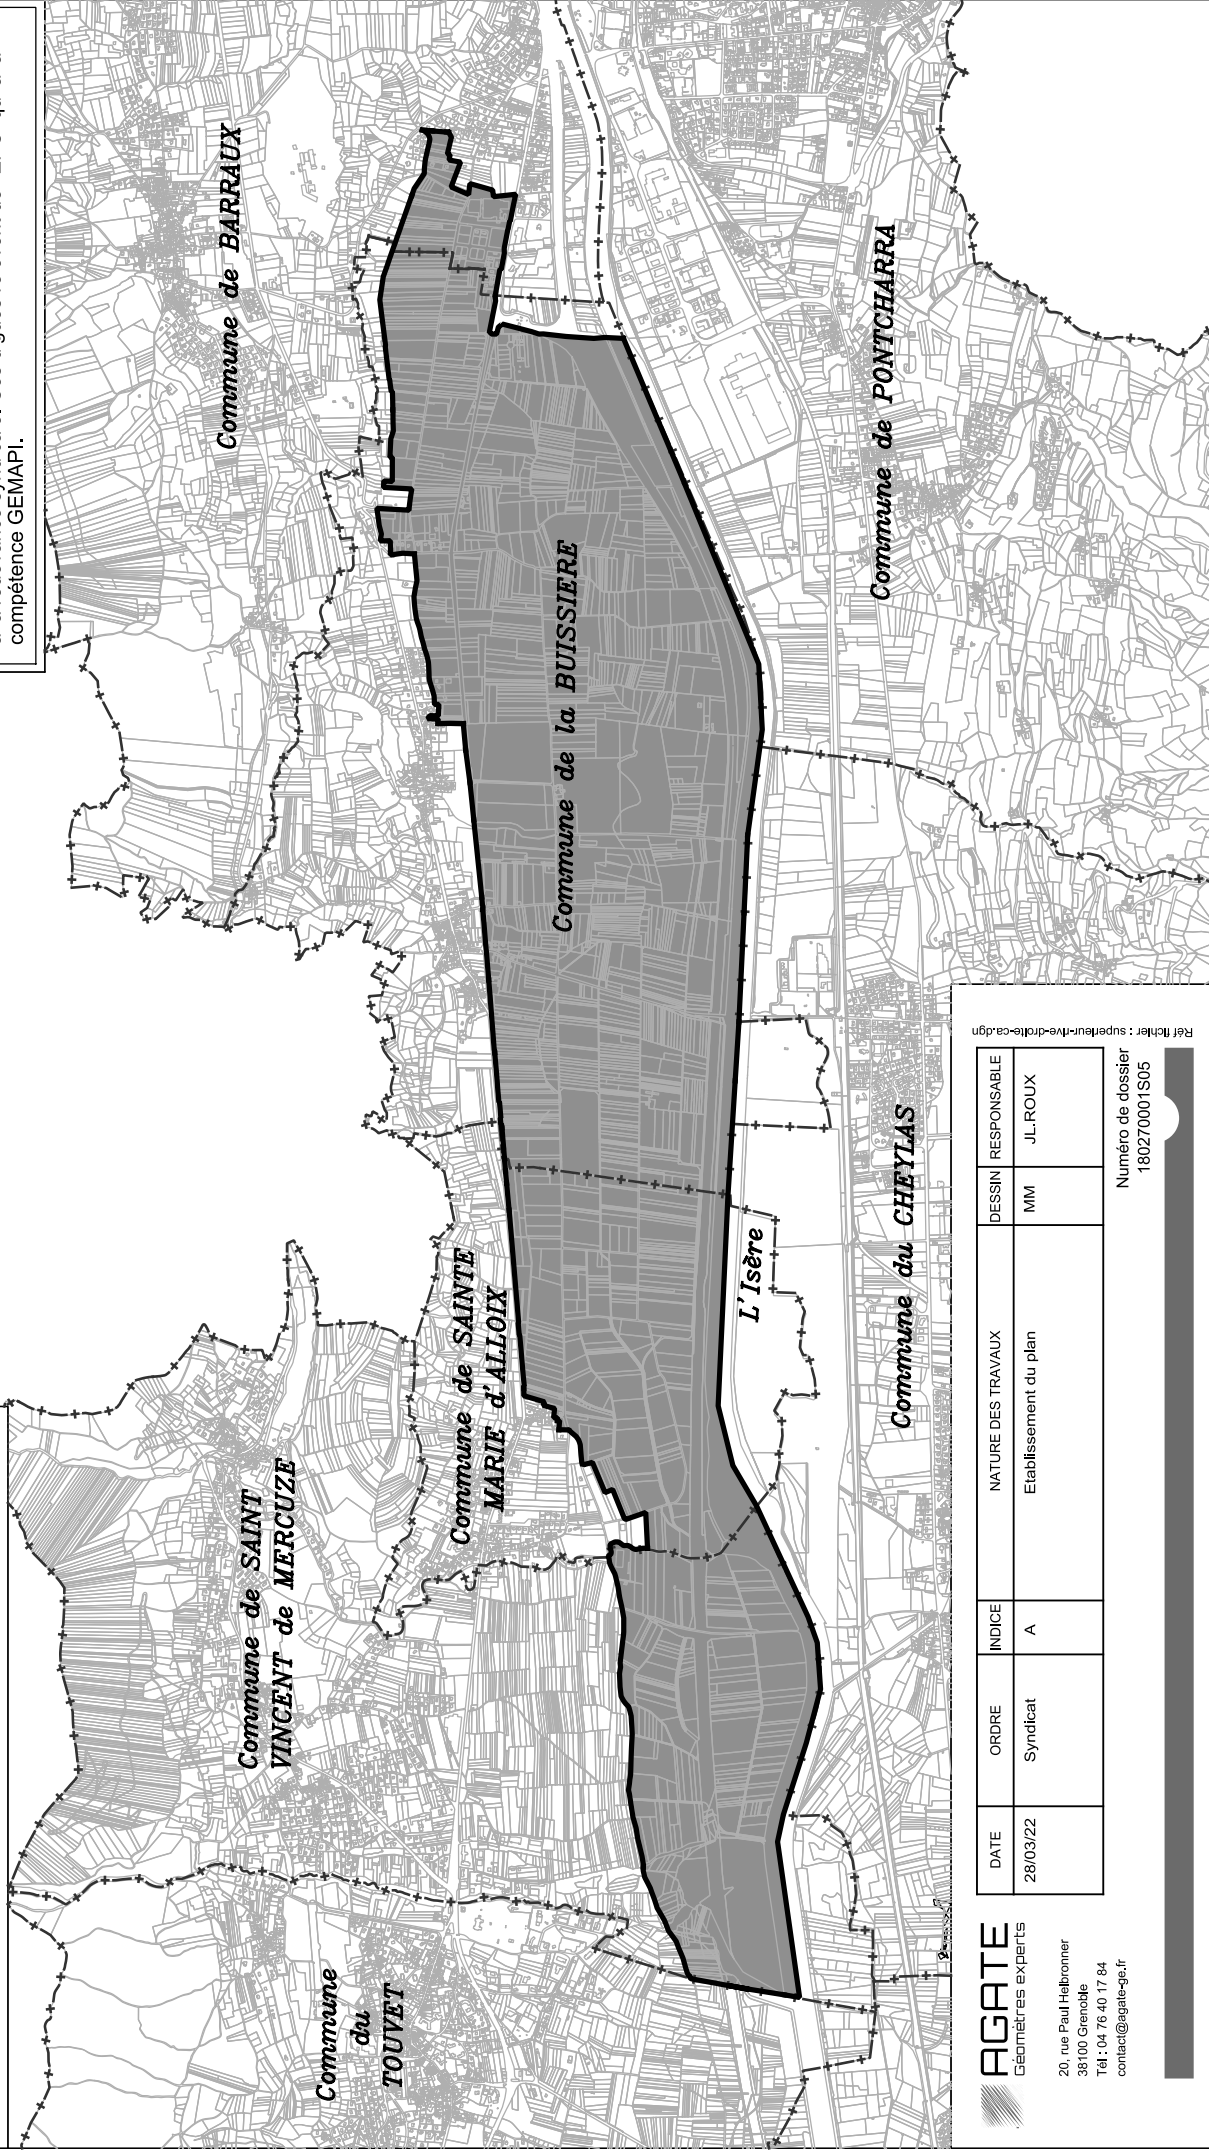 compétence GEMAPI.
Commune de BARRAUX
Commune de PONTCHARRA
Commune de la BUISSIERE
Commune de SAINTE
MARIE d'ALLOIX
L'Isère
Commune du CHEYLAS
Commune de SAINT
VINCENT de MERCUZE
Commune
du
TOUVET
AGATE
Géomètres experts
20, rue Paul Helbronner
38100 Grenoble
Tél : 04 76 40 17 84
contact@agate-ge.fr
DATE ORDRE INDICE NATURE DES TRAVAUX DESSIN RESPONSABLE
28/03/22 Syndicat A Etablissement du plan MM JL.ROUX
Numéro de dossier
180270001S05
Réf fichier : superieur-rive-droite-ca.dgn